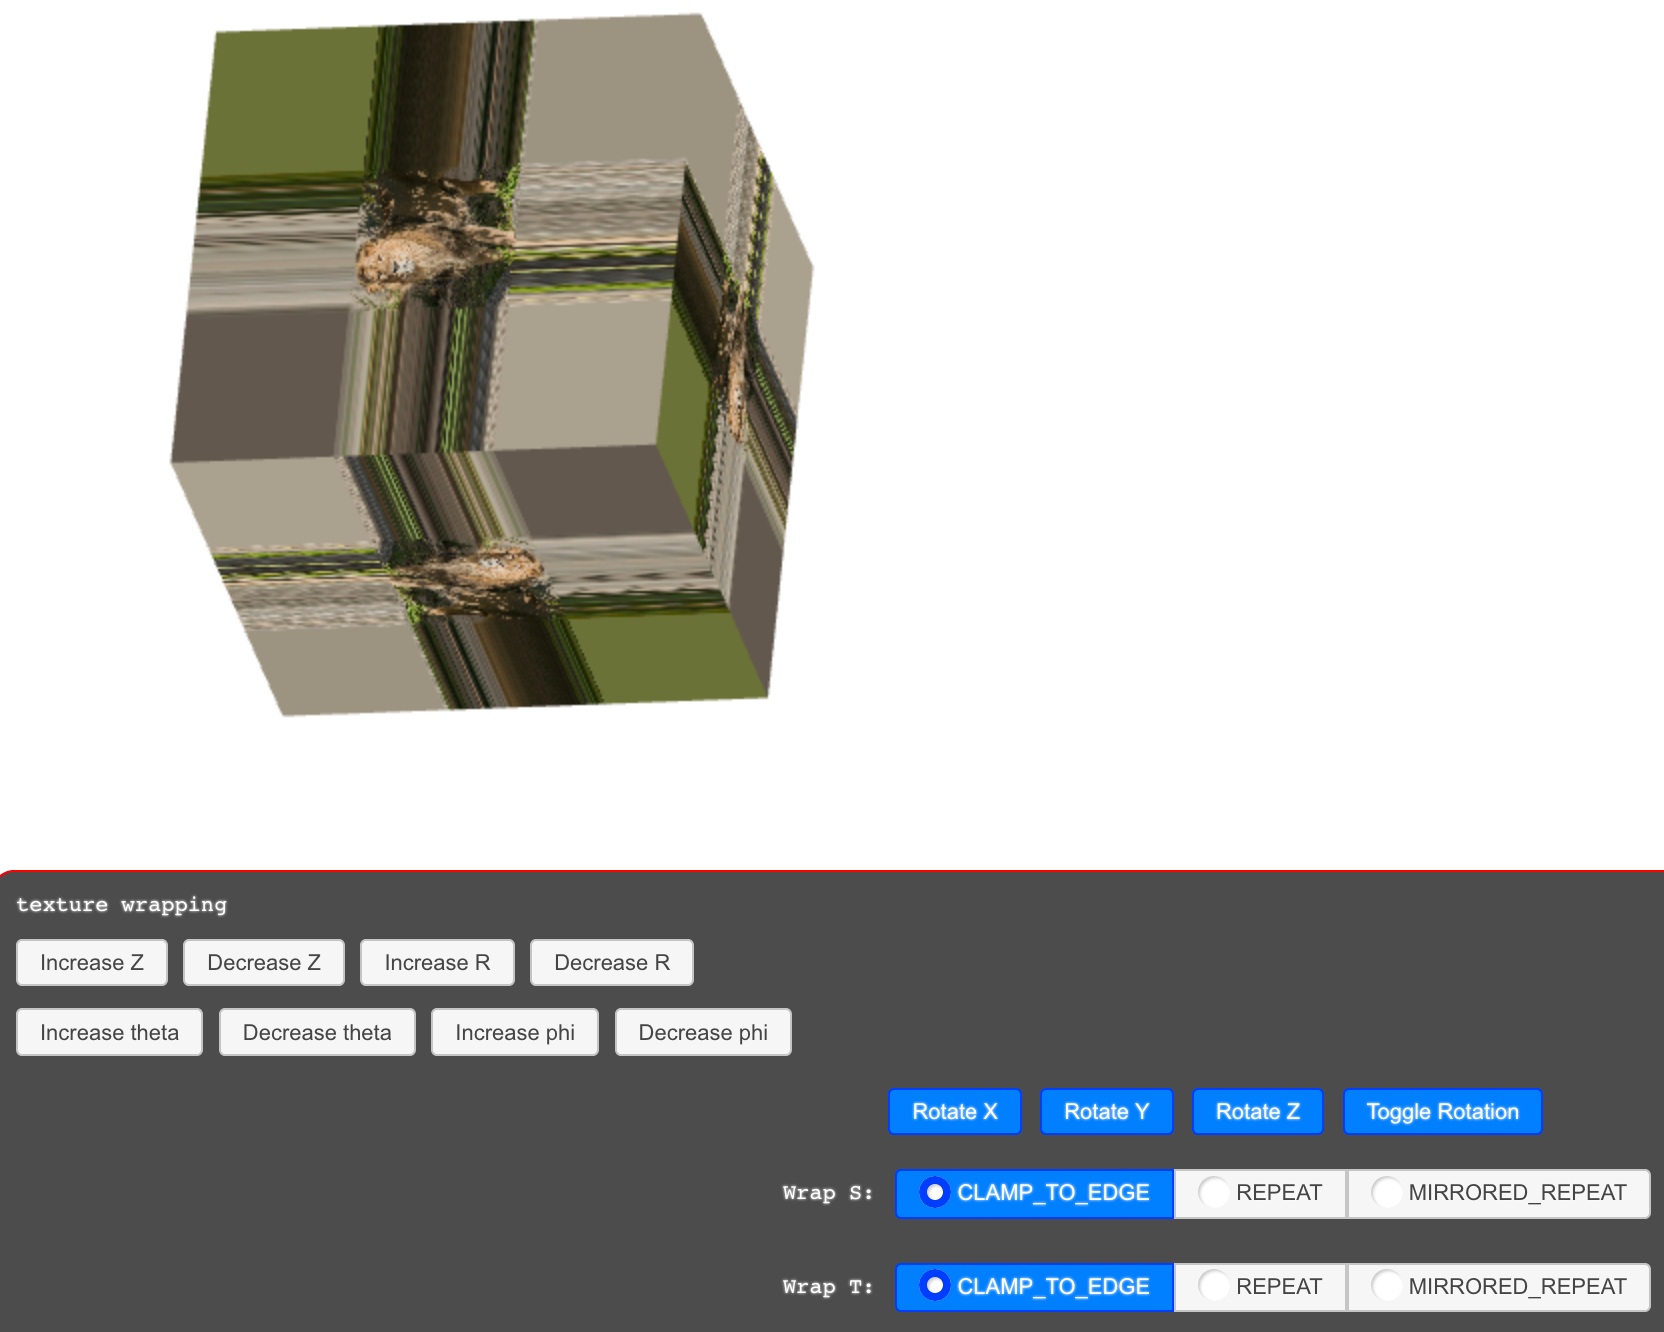 texture wrapping
Increase Z Decrease Z Increase R Decrease R
Increase theta Decrease theta Increase phi Decrease phi
Rotate X Rotate Y Rotate Z Toggle Rotation
Wrap S: CLAMP_TO_EDGE REPEAT MIRRORED_REPEAT
Wrap T: CLAMP_TO_EDGE REPEAT MIRRORED_REPEAT